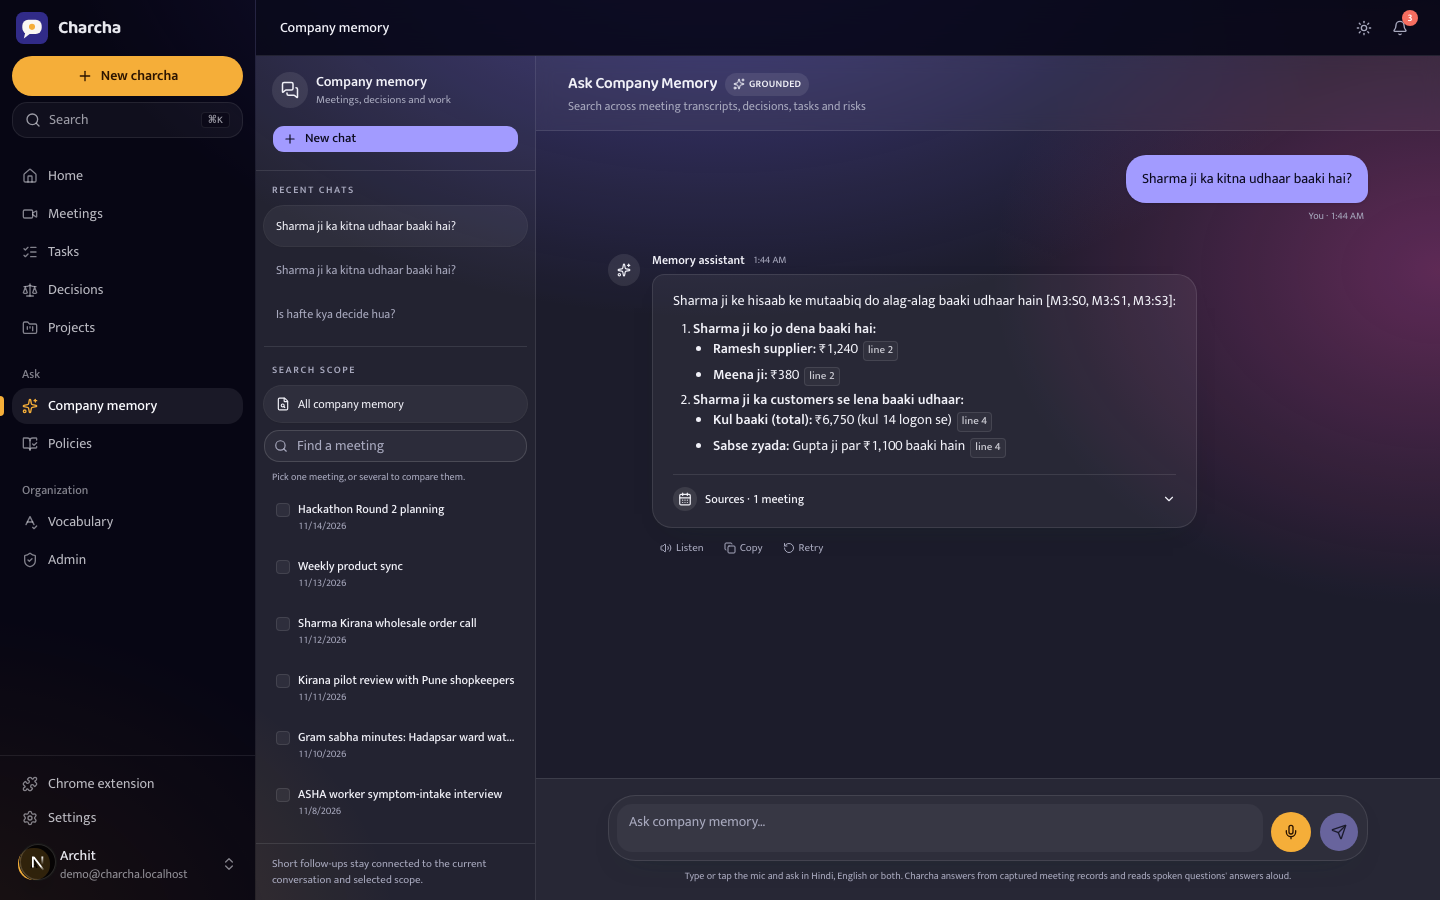 Charcha
New charcha
Search ⌘K
Home
Meetings
Tasks
Decisions
Projects
Ask
Company memory
Policies
Organization
Vocabulary
Admin
Chrome extension
Settings
N
Archit
demo@charcha.localhost
Company memory
3
Company memory
Meetings, decisions and work
New chat
RECENT CHATS
Sharma ji ka kitna udhaar baaki hai?
Sharma ji ka kitna udhaar baaki hai?
Is hafte kya decide hua?
SEARCH SCOPE
All company memory
Find a meeting
Pick one meeting, or several to compare them.
Hackathon Round 2 planning
11/14/2026
Weekly product sync
11/13/2026
Sharma Kirana wholesale order call
11/12/2026
Kirana pilot review with Pune shopkeepers
11/11/2026
Gram sabha minutes: Hadapsar ward wat...
11/10/2026
ASHA worker symptom-intake interview
11/8/2026
Short follow-ups stay connected to the current
conversation and selected scope.
Ask Company Memory GROUNDED
Search across meeting transcripts, decisions, tasks and risks
Sharma ji ka kitna udhaar baaki hai?
You · 1:44 AM
Memory assistant 1:44 AM
Sharma ji ke hisaab ke mutaabiq do alag-alag baaki udhaar hain [M3:S0, M3:S1, M3:S3]:
1. Sharma ji ko jo dena baaki hai:
• Ramesh supplier: ₹1,240 line 2
• Meena ji: ₹380 line 2
2. Sharma ji ka customers se lena baaki udhaar:
• Kul baaki (total): ₹6,750 (kul 14 logon se) line 4
• Sabse zyada: Gupta ji par ₹1,100 baaki hain line 4
Sources · 1 meeting
Listen Copy Retry
Ask company memory...
Type or tap the mic and ask in Hindi, English or both. Charcha answers from captured meeting records and reads spoken questions' answers aloud.